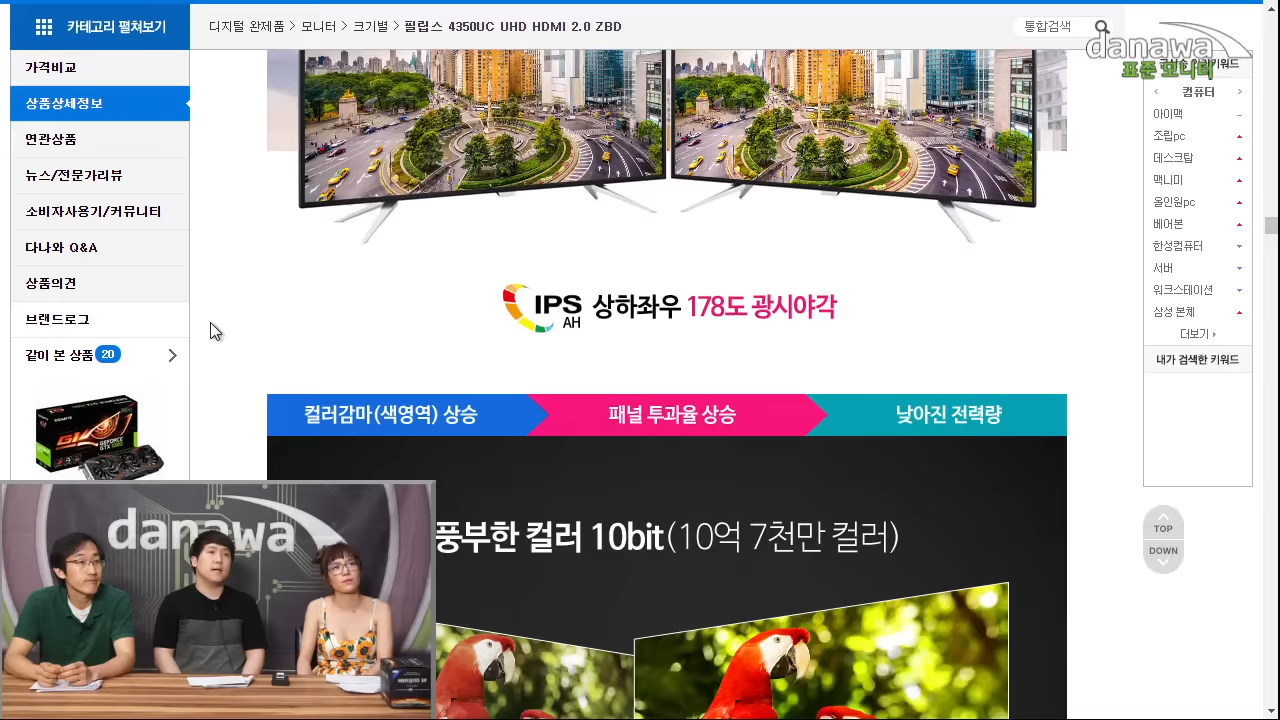 카테고리 펼쳐보기
디지털 완제품 > 모니터 > 크기별 > 필립스 4350UC UHD HDMI 2.0 ZBD
통합검색
danawa
표준 모니터
키워드
가격비교
상품상세정보
연관상품
뉴스/전문가리뷰
소비자사용기/커뮤니티
다나와 Q&A
상품의견
브랜드로그
같이 본 상품 20
컴퓨터
아이맥
조립pc
데스크탑
맥니미
올인원pc
베어본
한성컴퓨터
서버
워크스테이션
삼성 본체
더보기
내가 검색한 키워드
TOP
DOWN
IPS
AH
상하좌우 178도 광시야각
컬러감마(색영역) 상승
패널 투과율 상승
낮아진 전력량
풍부한 컬러 10bit(10억 7천만 컬러)
danawa